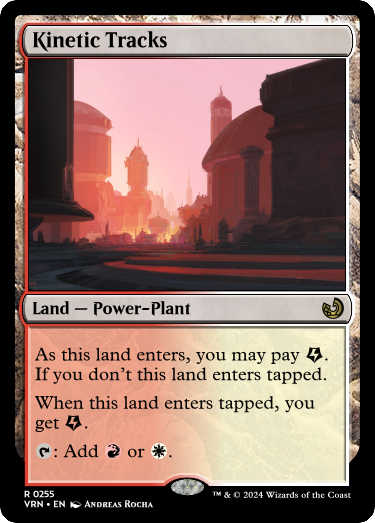 Kinetic Tracks
Land — Power-Plant
As this land enters, you may pay .
If you don't this land enters tapped.
When this land enters tapped, you
get .
: Add or .
R 0255
VRN • EN Andreas Rocha
™ & © 2024 Wizards of the Coast